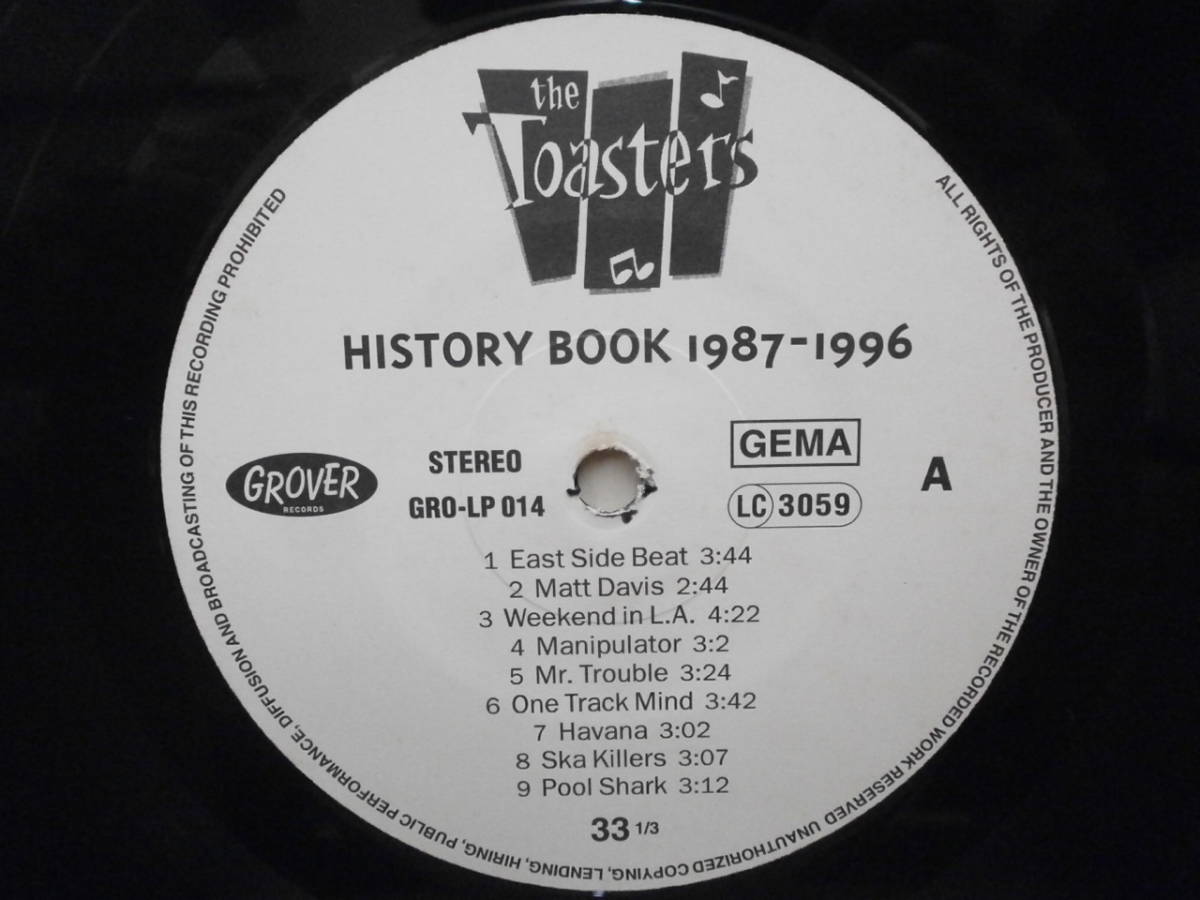 the
Toasters
HISTORY BOOK 1987-1996
GROVER
RECORDS
STEREO
GRO-LP 014
GEMA
LC 3059
A
1 East Side Beat 3:44
2 Matt Davis 2:44
3 Weekend in L.A. 4:22
4 Manipulator 3:2
5 Mr. Trouble 3:24
6 One Track Mind 3:42
7 Havana 3:02
8 Ska Killers 3:07
9 Pool Shark 3:12
33 1/3
ALL RIGHTS OF THE PRODUCER AND THE OWNER OF THE RECORDED WORK RESERVED UNAUTHORIZED COPYING, LENDING, HIRING, PUBLIC PERFORMANCE, DIFFUSION AND BROADCASTING OF THIS RECORDING PROHIBITED